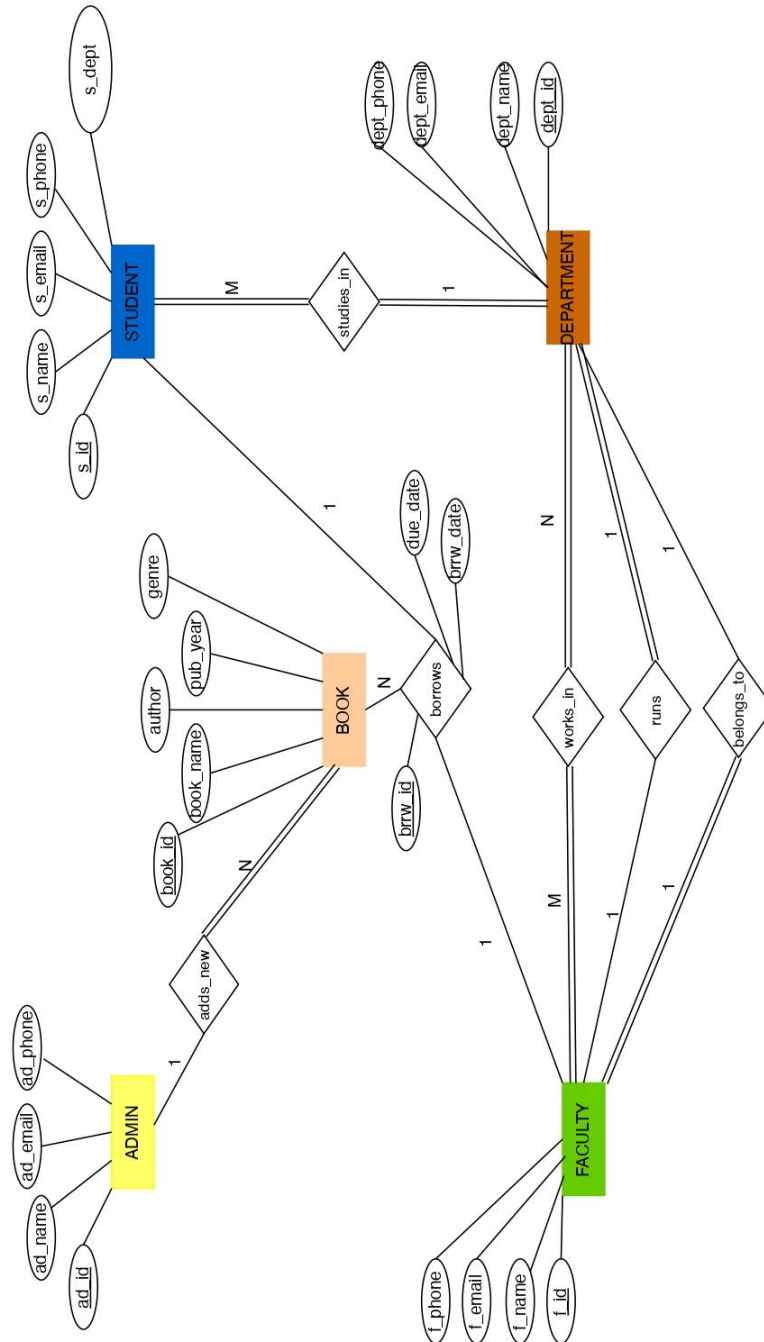 ad_id
ad_name
ad_email
ad_phone
ADMIN
1
adds_new
N
book_id
book_name
author
pub_year
genre
BOOK
s_id
s_name
s_email
s_phone
s_dept
STUDENT
M
studies_in
1
N
1
brrw_id
borrows
due_date
brrw_date
1
dept_phone
dept_email
dept_name
dept_id
DEPARTMENT
f_phone
f_email
f_name
f_id
FACULTY
M
works_in
N
1
runs
1
1
belongs_to
1